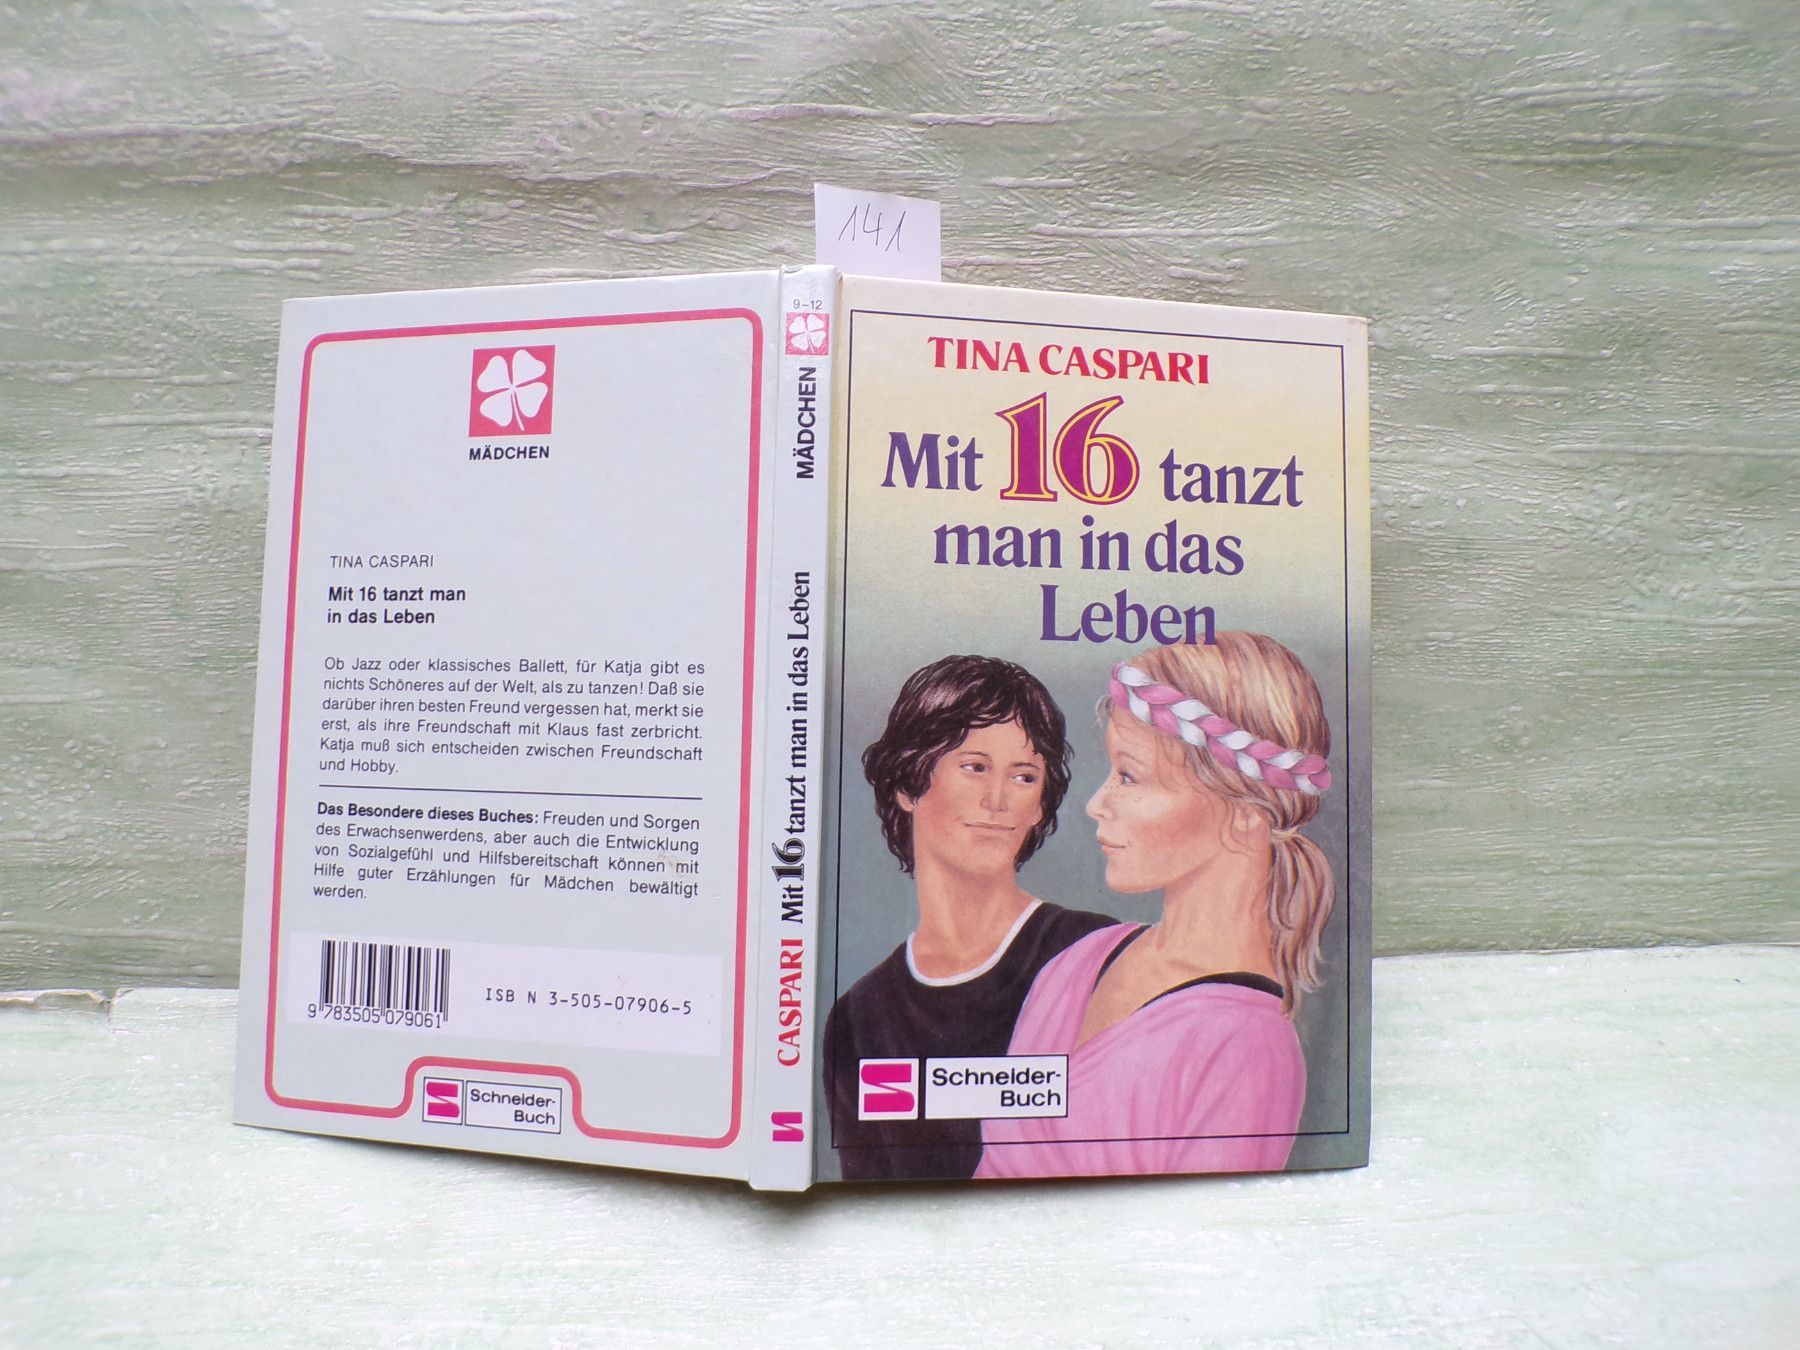 141
MÄDCHEN
TINA CASPARI
Mit 16 tanzt man
in das Leben
Ob Jazz oder klassisches Ballett, für Katja gibt es
nichts Schöneres auf der Welt, als zu tanzen! Daß sie
darüber ihren besten Freund vergessen hat, merkt sie
erst, als ihre Freundschaft mit Klaus fast zerbricht.
Katja muß sich entscheiden zwischen Freundschaft
und Hobby.
Das Besondere dieses Buches: Freuden und Sorgen
des Erwachsenwerdens, aber auch die Entwicklung
von Sozialgefühl und Hilfsbereitschaft können mit
Hilfe guter Erzählungen für Mädchen bewältigt
werden.
9 783505 079061
ISB N 3-505-07906-5
Schneider-
Buch
9–12
MÄDCHEN
CASPARI Mit 16 tanzt man in das Leben
TINA CASPARI
Mit 16 tanzt
man in das
Leben
Schneider-
Buch